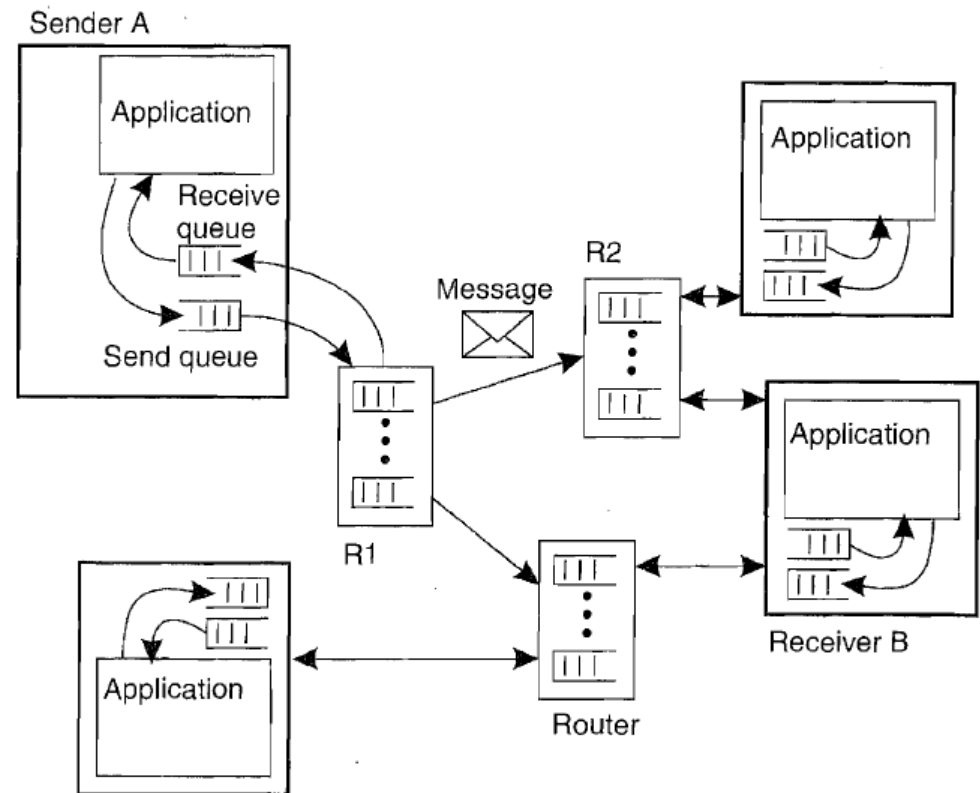 Sender A
Application
Receive
queue
Send queue
Message
R2
Application
R1
Application
Receiver B
Application
Router